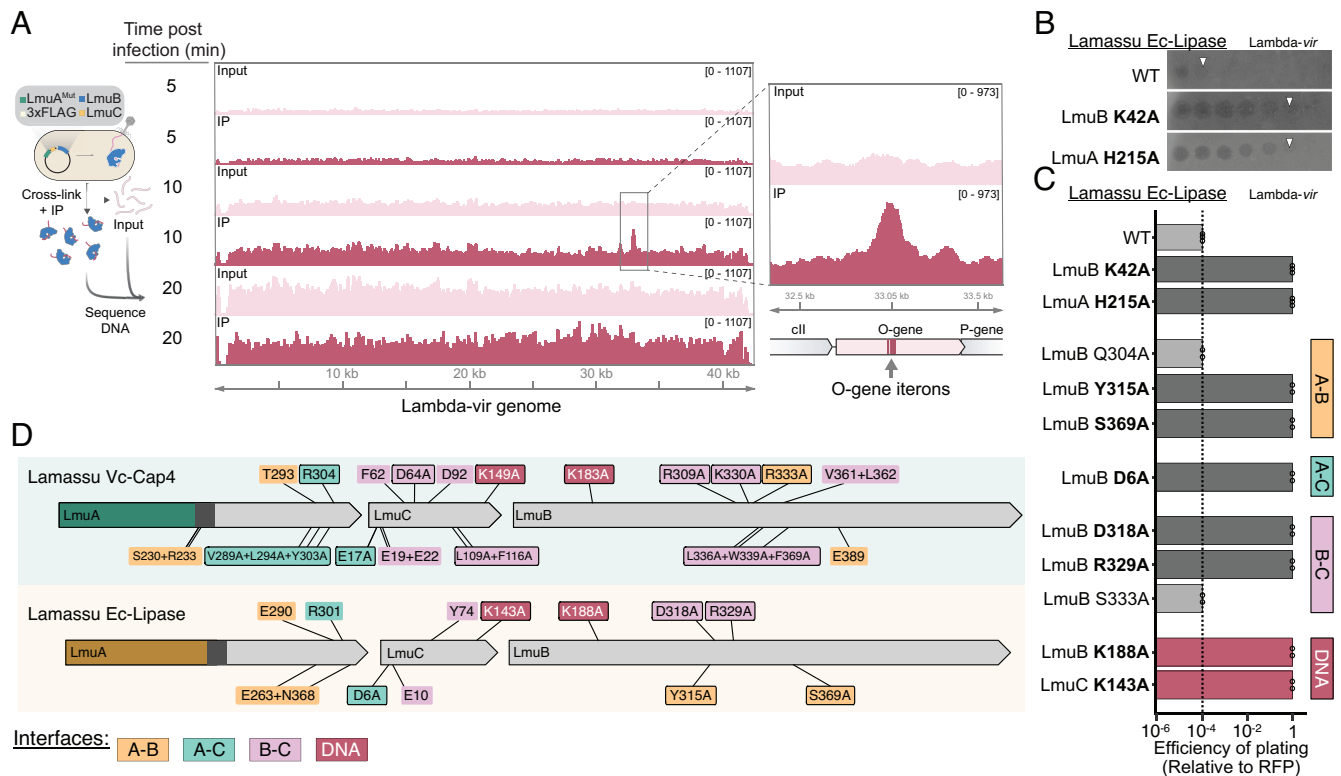 A
Time post
infection (min)
LmuA^Mut LmuB
3xFLAG LmuC
Cross-link
+ IP
Input
Sequence
DNA
5
5
10
10
20
20
Input [0 - 1107]
IP [0 - 1107]
Input [0 - 1107]
IP [0 - 1107]
Input [0 - 1107]
IP [0 - 1107]
10 kb 20 kb 30 kb 40 kb
Lambda-vir genome
Input [0 - 973]
IP [0 - 973]
32.5 kb 33.05 kb 33.5 kb
cII O-gene P-gene
O-gene iterons
B
Lamassu Ec-Lipase Lambda-vir
WT
LmuB K42A
LmuA H215A
C
Lamassu Ec-Lipase Lambda-vir
WT
LmuB K42A
LmuA H215A
LmuB Q304A
LmuB Y315A
LmuB S369A
A-B
LmuB D6A
A-C
LmuB D318A
LmuB R329A
LmuB S333A
B-C
LmuB K188A
LmuC K143A
DNA
10^-6 10^-4 10^-2 1
Efficiency of plating
(Relative to RFP)
D
Lamassu Vc-Cap4
T293 R304 F62 D64A D92 K149A K183A R309A K330A R333A V361+L362
LmuA LmuC LmuB
S230+R233 V289A+L294A+Y303A E17A E19+E22 L109A+F116A L336A+W339A+F369A E389
Lamassu Ec-Lipase
E290 R301 Y74 K143A K188A D318A R329A
LmuA LmuC LmuB
E263+N368 D6A E10 Y315A S369A
Interfaces: A-B A-C B-C DNA